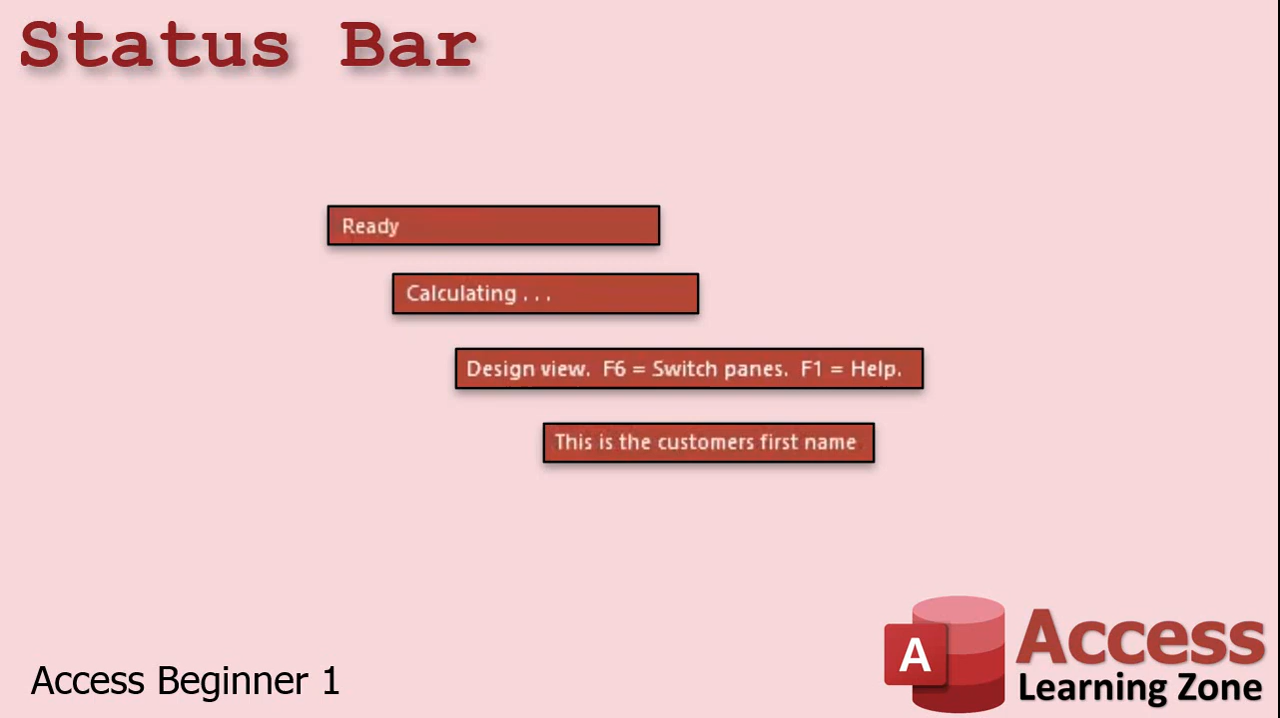 Status Bar
Ready
Calculating . . .
Design view.  F6 = Switch panes.  F1 = Help.
This is the customers first name
A
Access
Learning Zone
Access Beginner 1